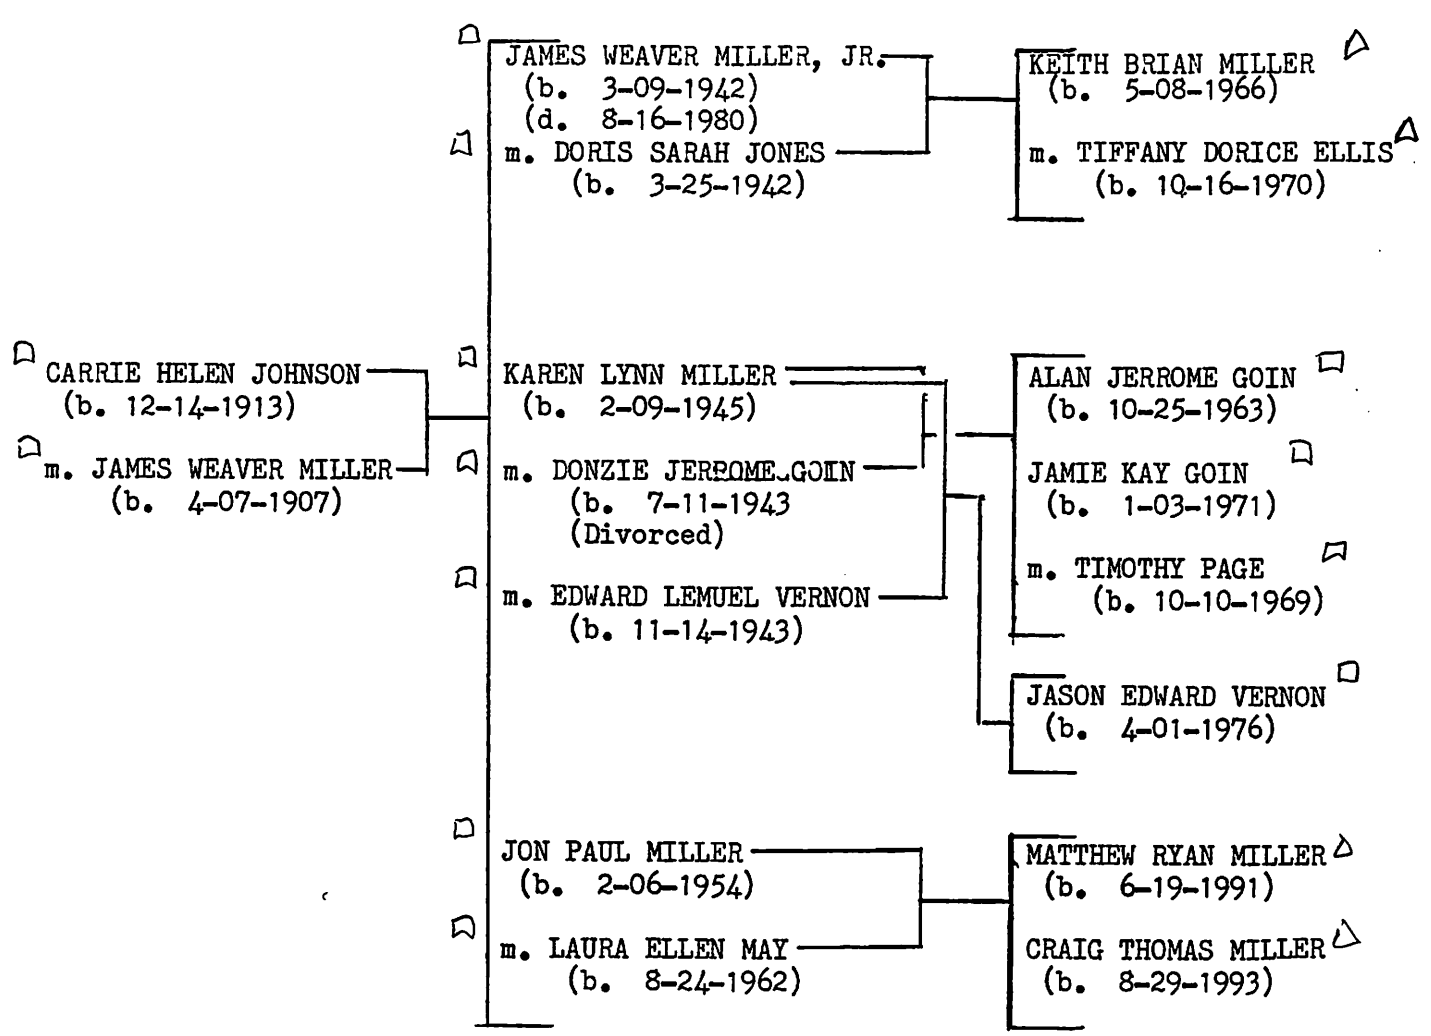 JAMES WEAVER MILLER, JR.
(b. 3-09-1942)
(d. 8-16-1980)
m. DORIS SARAH JONES
(b. 3-25-1942)
KEITH BRIAN MILLER
(b. 5-08-1966)
m. TIFFANY DORICE ELLIS
(b. 10-16-1970)
CARRIE HELEN JOHNSON
(b. 12-14-1913)
m. JAMES WEAVER MILLER
(b. 4-07-1907)
KAREN LYNN MILLER
(b. 2-09-1945)
m. DONZIE JERROME GOIN
(b. 7-11-1943
(Divorced)
m. EDWARD LEMUEL VERNON
(b. 11-14-1943)
ALAN JERROME GOIN
(b. 10-25-1963)
JAMIE KAY GOIN
(b. 1-03-1971)
m. TIMOTHY PAGE
(b. 10-10-1969)
JASON EDWARD VERNON
(b. 4-01-1976)
JON PAUL MILLER
(b. 2-06-1954)
m. LAURA ELLEN MAY
(b. 8-24-1962)
MATTHEW RYAN MILLER
(b. 6-19-1991)
CRAIG THOMAS MILLER
(b. 8-29-1993)